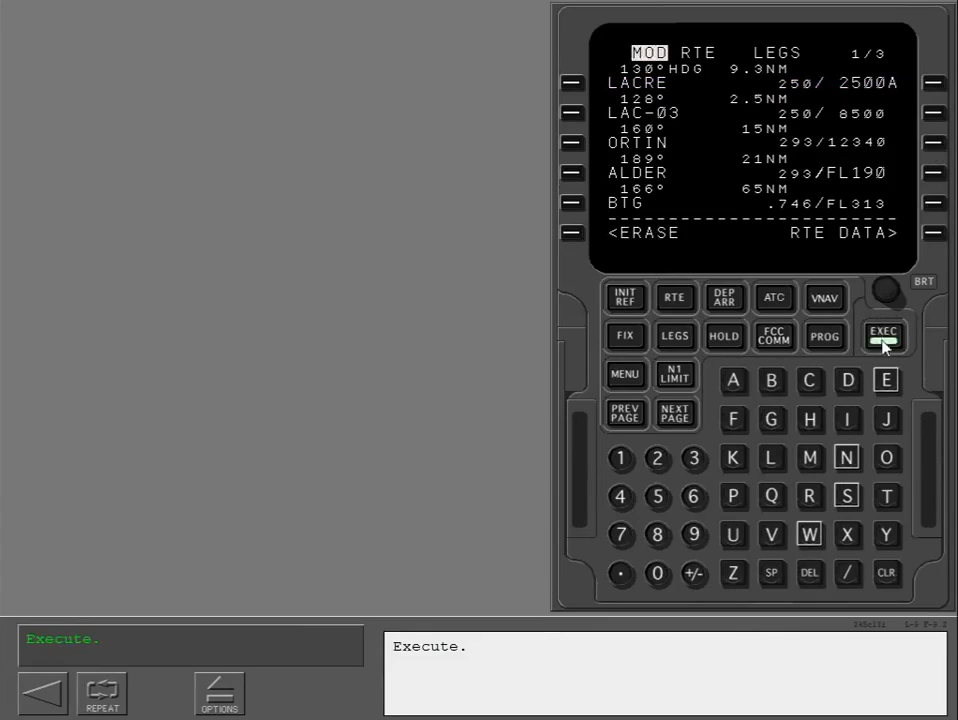 MOD RTE LEGS 1/3
130°HDG 9.3NM
LACRE 250/ 2500A
128° 2.5NM
LAC-03 250/ 8500
160° 15NM
ORTIN 293/12340
189° 21NM
ALDER 293/FL190
166° 65NM
BTG .746/FL313
------------------------
<ERASE RTE DATA>
BRT
INIT REF RTE DEP ARR ATC VNAV
FIX LEGS HOLD FCC COMM PROG EXEC
MENU N1 LIMIT
PREV PAGE NEXT PAGE
A B C D E
F G H I J
1 2 3 K L M N O
4 5 6 P Q R S T
7 8 9 U V W X Y
. 0 +/- Z SP DEL / CLR
Execute.
Execute.
REPEAT
OPTIONS